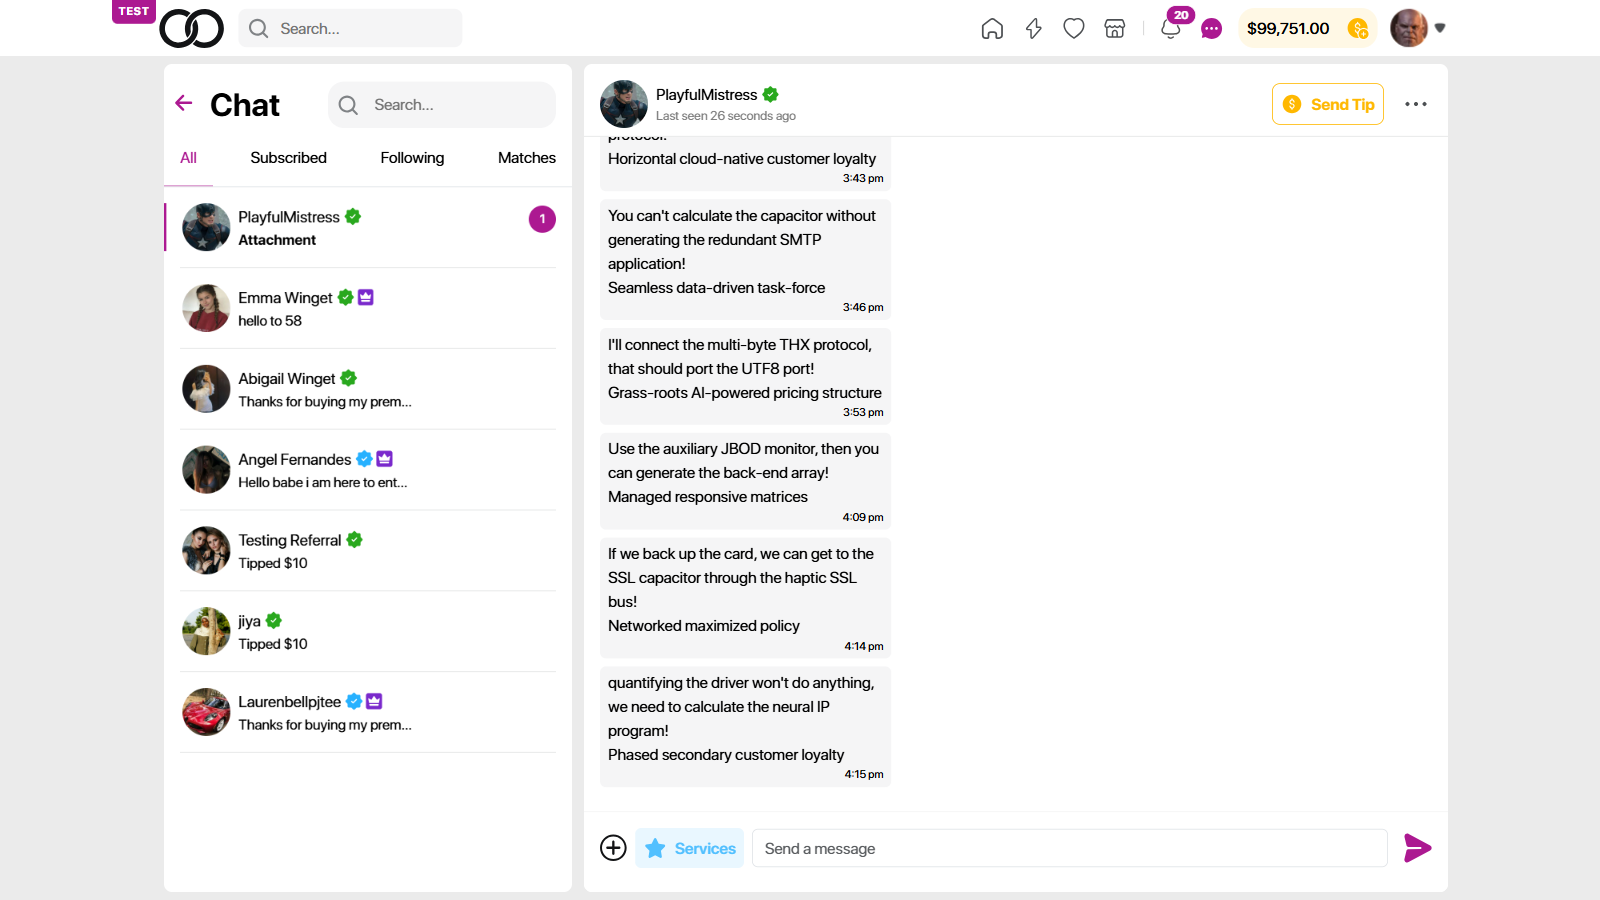 TEST
Search...
20
$99,751.00
Chat
Search...
All
Subscribed
Following
Matches
PlayfulMistress
Attachment
1
Emma Winget
hello to 58
Abigail Winget
Thanks for buying my prem...
Angel Fernandes
Hello babe i am here to ent...
Testing Referral
Tipped $10
jiya
Tipped $10
Laurenbellpjtee
Thanks for buying my prem...
PlayfulMistress
Last seen 26 seconds ago
Send Tip
protocol!
Horizontal cloud-native customer loyalty
3:43 pm
You can't calculate the capacitor without
generating the redundant SMTP
application!
Seamless data-driven task-force
3:46 pm
I'll connect the multi-byte THX protocol,
that should port the UTF8 port!
Grass-roots AI-powered pricing structure
3:53 pm
Use the auxiliary JBOD monitor, then you
can generate the back-end array!
Managed responsive matrices
4:09 pm
If we back up the card, we can get to the
SSL capacitor through the haptic SSL
bus!
Networked maximized policy
4:14 pm
quantifying the driver won't do anything,
we need to calculate the neural IP
program!
Phased secondary customer loyalty
4:15 pm
Services
Send a message